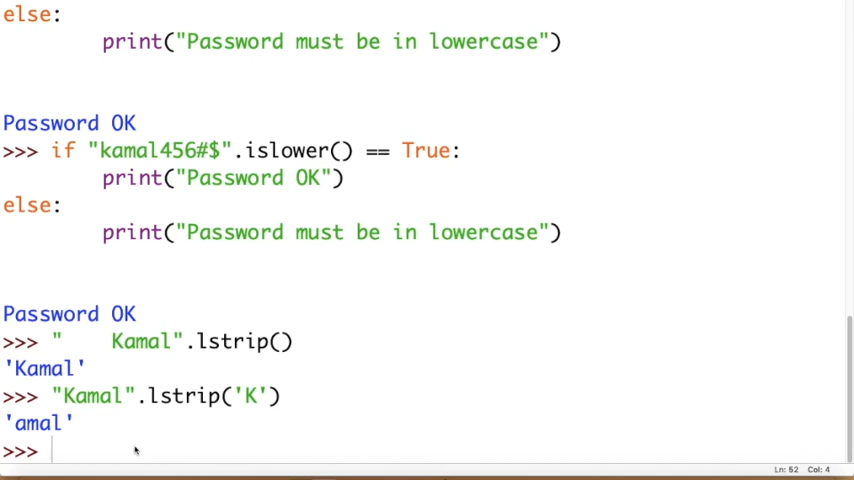 else:
        print("Password must be in lowercase")
Password OK
>>> if "kamal456#$".islower() == True:
        print("Password OK")
else:
        print("Password must be in lowercase")
Password OK
>>> "    Kamal".lstrip()
'Kamal'
>>> "Kamal".lstrip('K')
'amal'
>>>
Ln: 52 Col: 4